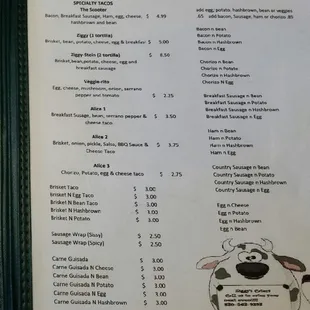 SPECIALTY TACOS
The Scooter
Bacon, Breakfast Sausage, Ham, egg, cheese, $ 4.99
hashbrown and bean
Ziggy (1 tortilla)
Brisket, bean, potato, cheese, egg & breakfast $ 5.00
Ziggy Stain (2 tortilla) $ 8.50
Brisket, bean, potato, cheese, egg and
breakfast sausage
Veggie-rito
Egg, cheese, mushroom, onion, serrano $ 2.75
pepper and tomato
Alice 1
Breakfast Susage, bean, serrano pepper & $ 3.50
cheese taco
Alice 2
Brisket, onion, pickle, Salsa, BBQ Sauce & $ 3.75
Cheese Taco
Alice 3
Chorizo, Potato, egg & cheese taco $ 2.75
Brisket Taco $ 3.00
Brisket N Egg Taco $ 3.00
Brisket N Bean Taco $ 3.00
Brisket N Hashbrown $ 3.00
Brisket N Potato $ 3.00
Sausage Wrap (Sissy) $ 2.50
Sausage Wrap (Spicy) $ 2.50
Carne Guisada $ 3.00
Carne Guisada N Cheese $ 3.00
Carne Guisada N Bean $ 3.00
Carne Guisada N Potato $ 3.00
Carne Guisada N Egg $ 3.00
Carne Guisada N Hashbrown $ 3.00
add egg, potato, hashbrown, bean or veggies
.65 add bacon, Sausage, ham or chorizo .80
Bacon n Bean
Bacon n Potato
Bacon n Hashbrown
Bacon n Egg
Chorizo n Bean
Chorizo n Potato
Chorizo n Hashbrown
Chorizo N Egg
Breakfast Sausage n Bean
Breakfast Sausage n Potato
Breakfast Sausage n Hashbrown
Breakfast Sausage n Egg
Ham n Bean
Ham n Potato
Ham n Hashbrown
Ham n Egg
Country Sausage n Bean
Country Sausage n Potato
Country Sausage n Hashbrown
Country Sausage n Egg
Egg n Cheese
Egg n Potato
Egg n Hashbrown
Egg n Bean